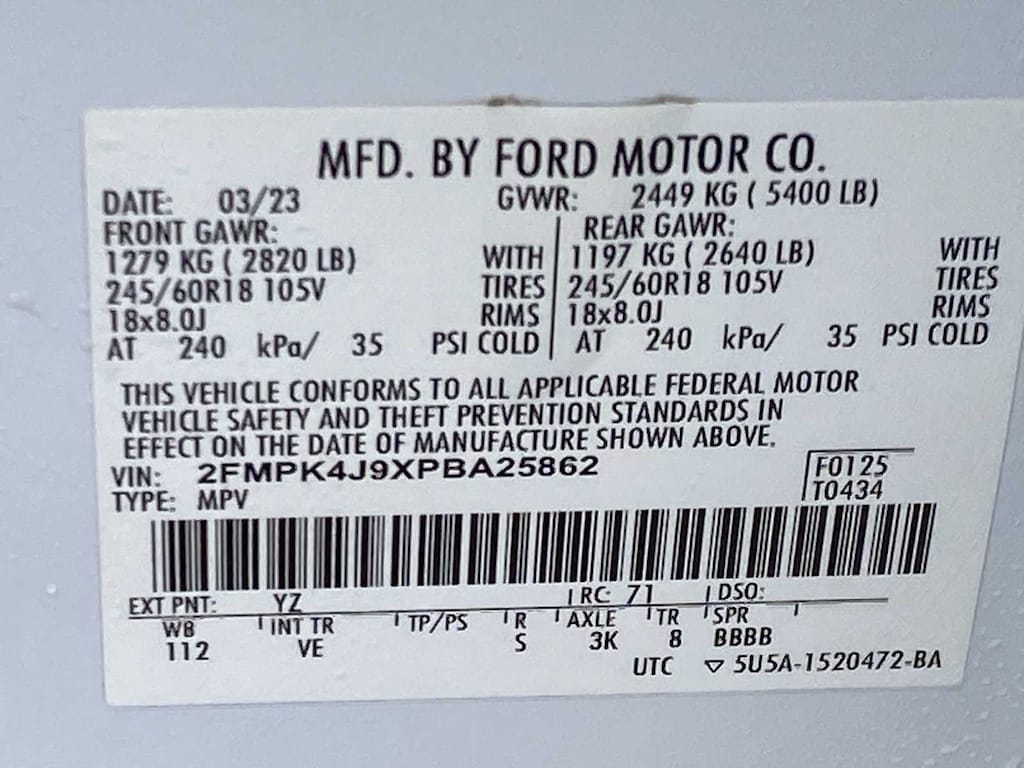 MFD. BY FORD MOTOR CO.
DATE: 03/23 GVWR: 2449 KG ( 5400 LB)
FRONT GAWR: REAR GAWR:
1279 KG ( 2820 LB) WITH 1197 KG ( 2640 LB) WITH
245/60R18 105V TIRES 245/60R18 105V TIRES
18x8.0J RIMS 18x8.0J RIMS
AT 240 kPa/ 35 PSI COLD AT 240 kPa/ 35 PSI COLD
THIS VEHICLE CONFORMS TO ALL APPLICABLE FEDERAL MOTOR
VEHICLE SAFETY AND THEFT PREVENTION STANDARDS IN
EFFECT ON THE DATE OF MANUFACTURE SHOWN ABOVE.
VIN: 2FMPK4J9XPBA25862 F0125
TYPE: MPV T0434
EXT PNT: YZ RC: 71 DSO:
WB INT TR TP/PS R AXLE TR SPR
112 VE S 3K 8 BBBB
UTC ▽ 5U5A-1520472-BA